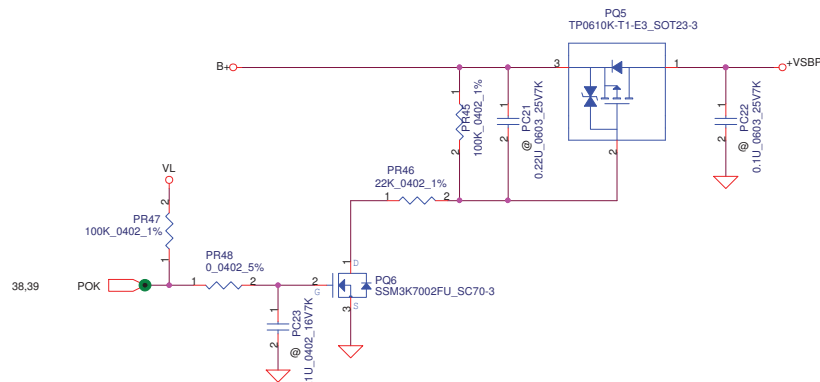 PQ5
TP0610K-T1-E3_SOT23-3
B+
3
1
+VSBP
1
2
PR45
100K_0402_1%
1
2
@ PC21
0.22U_0603_25V7K
2
1
2
@ PC22
0.1U_0603_25V7K
VL
PR46
22K_0402_1%
1
2
2
PR47
100K_0402_1%
1
PR48
0_0402_5%
38,39
POK
1
2
2
G
1
D
S
3
PQ6
SSM3K7002FU_SC70-3
1
2
@ PC23
1U_0402_16V7K